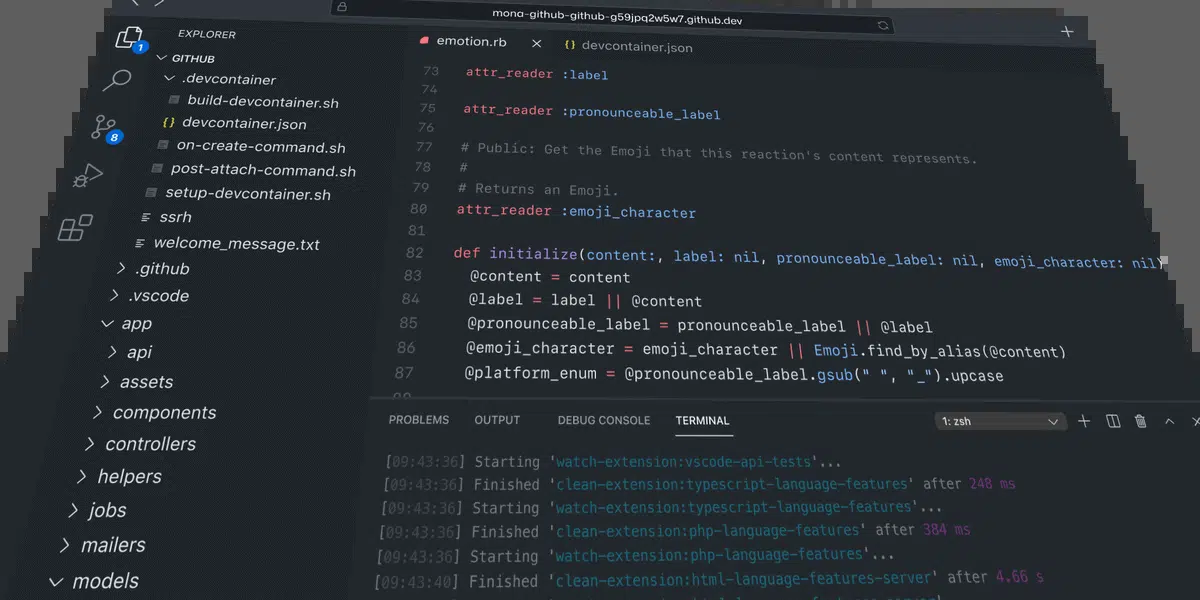 mona-github-github-g59jpq2w5w7.github.dev
1
8
EXPLORER
GITHUB
.devcontainer
build-devcontainer.sh
{} devcontainer.json
on-create-command.sh
post-attach-command.sh
setup-devcontainer.sh
ssrh
welcome_message.txt
.github
.vscode
app
api
assets
components
controllers
helpers
jobs
mailers
models
emotion.rb
{} devcontainer.json
73 attr_reader :label
74
75 attr_reader :pronounceable_label
76
77 # Public: Get the Emoji that this reaction's content represents.
78 #
79 # Returns an Emoji.
80 attr_reader :emoji_character
81
82 def initialize(content:, label: nil, pronounceable_label: nil, emoji_character: nil)
83 @content = content
84 @label = label || @content
85 @pronounceable_label = pronounceable_label || @label
86 @emoji_character = emoji_character || Emoji.find_by_alias(@content)
87 @platform_enum = @pronounceable_label.gsub(" ", "_").upcase
PROBLEMS OUTPUT DEBUG CONSOLE TERMINAL 1: zsh
[09:43:36] Starting 'watch-extension:vscode-api-tests'...
[09:43:36] Finished 'clean-extension:typescript-language-features' after 248 ms
[09:43:36] Starting 'watch-extension:typescript-language-features'...
[09:43:36] Finished 'clean-extension:php-language-features' after 384 ms
[09:43:36] Starting 'watch-extension:php-language-features'...
[09:43:40] Finished 'clean-extension:html-language-features-server' after 4.66 s